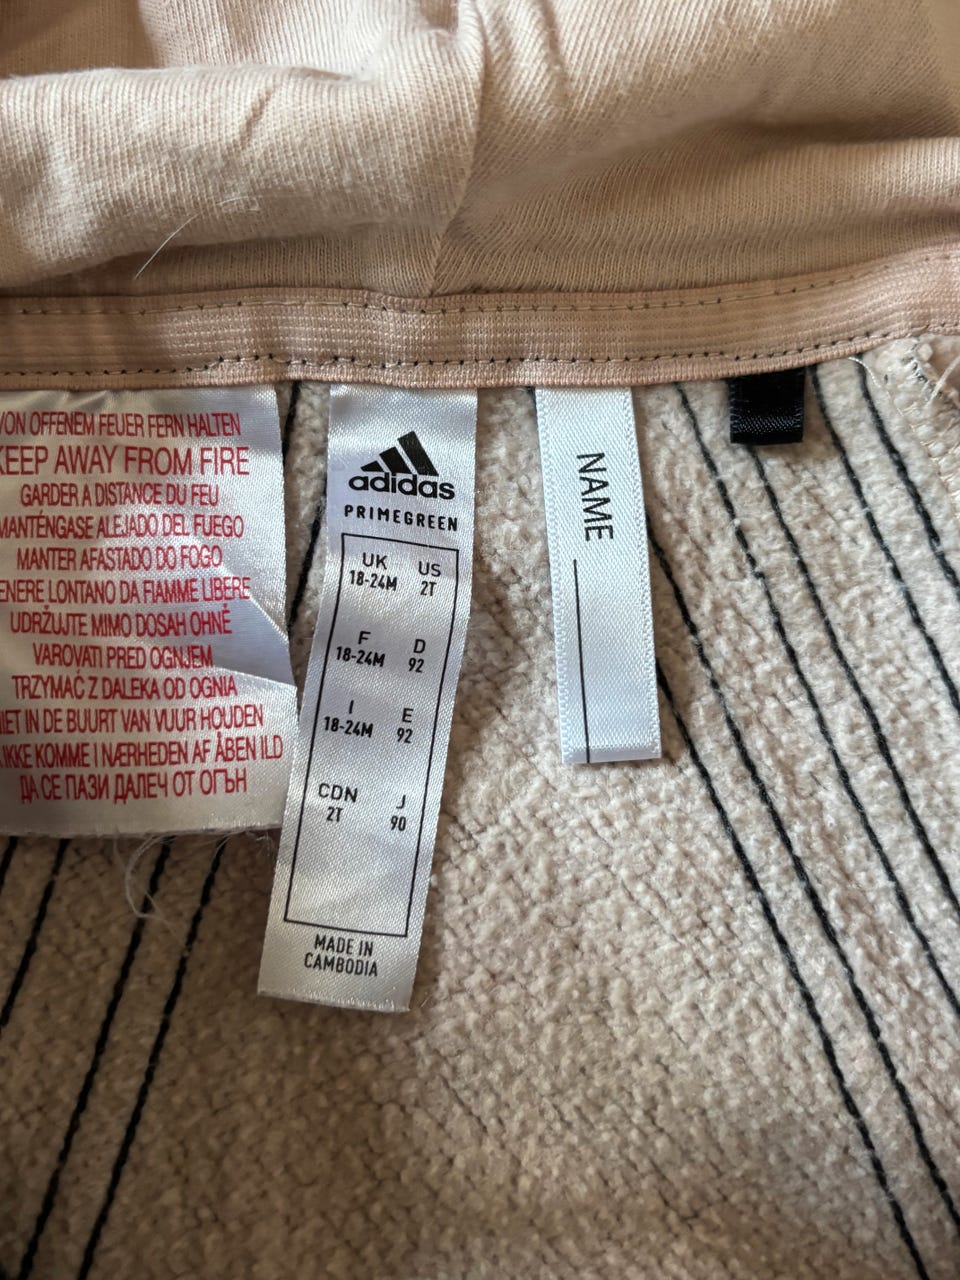 VON OFFENEM FEUER FERN HALTEN
KEEP AWAY FROM FIRE
GARDER A DISTANCE DU FEU
MANTÉNGASE ALEJADO DEL FUEGO
MANTER AFASTADO DO FOGO
TENERE LONTANO DA FIAMME LIBERE
UDRŽUJTE MIMO DOSAH OHNĚ
VAROVATI PRED OGNJEM
TRZYMAĆ Z DALEKA OD OGNIA
NIET IN DE BUURT VAN VUUR HOUDEN
IKKE KOMME I NÆRHEDEN AF ÅBEN ILD
ДА СЕ ПАЗИ ДАЛЕЧ ОТ ОГЪН
adidas
PRIMEGREEN
UK US
18-24M 2T
F D
18-24M 92
I E
18-24M 92
CDN J
2T 90
MADE IN
CAMBODIA
NAME